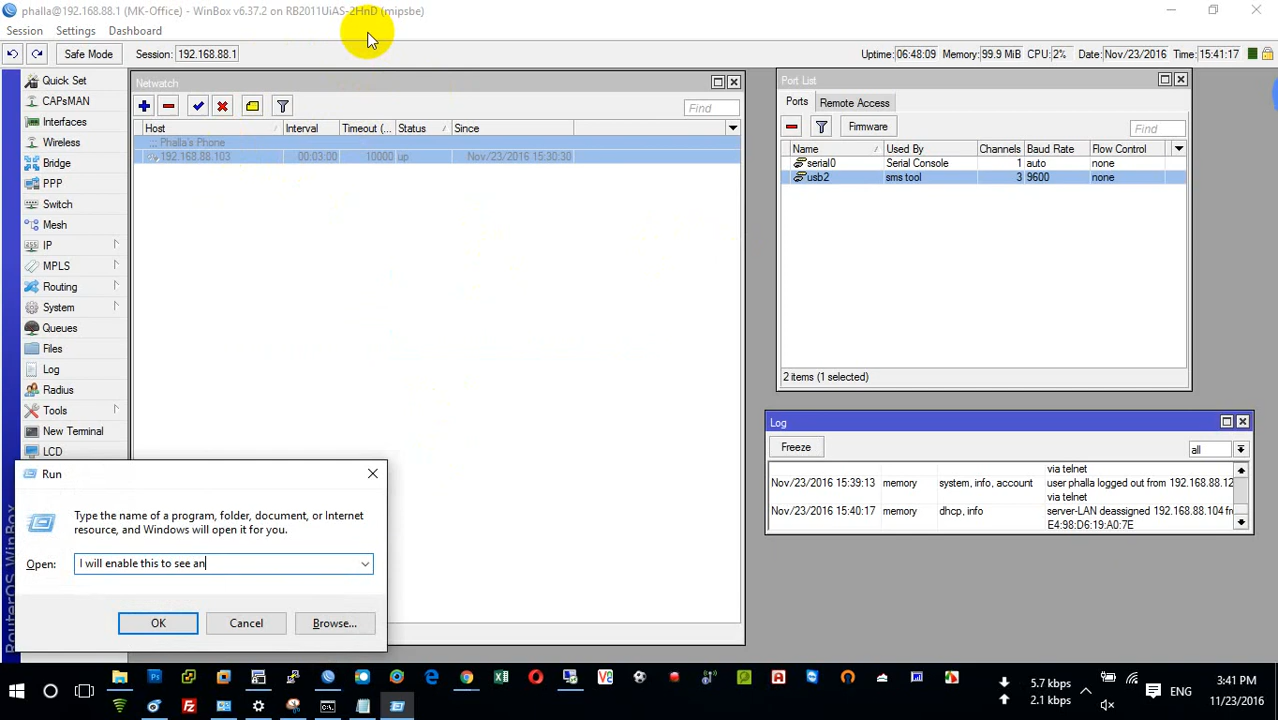 phalla@192.168.88.1 (MK-Office) - WinBox v6.37.2 on RB2011UiAS-2HnD (mipsbe)
Session Settings Dashboard
Safe Mode Session: 192.168.88.1 Uptime: 06:48:09 Memory: 99.9 MiB CPU: 2% Date: Nov/23/2016 Time: 15:41:17
Quick Set
CAPsMAN
Interfaces
Wireless
Bridge
PPP
Switch
Mesh
IP
MPLS
Routing
System
Queues
Files
Log
Radius
Tools
New Terminal
LCD
RouterOS WinBox
Netwatch
Find
Host Interval Timeout (... Status Since
;;; Phalla's Phone
192.168.88.103 00:03:00 10000 up Nov/23/2016 15:30:30
Port List
Ports Remote Access
Firmware Find
Name Used By Channels Baud Rate Flow Control
serial0 Serial Console 1 auto none
usb2 sms tool 3 9600 none
2 items (1 selected)
Log
Freeze all
via telnet
Nov/23/2016 15:39:13 memory system, info, account user phalla logged out from 192.168.88.12
via telnet
Nov/23/2016 15:40:17 memory dhcp, info server-LAN deassigned 192.168.88.104 from
E4:98:D6:19:A0:7E
Run
Type the name of a program, folder, document, or Internet
resource, and Windows will open it for you.
Open: I will enable this to see an
OK Cancel Browse...
5.7 kbps
2.1 kbps
ENG
3:41 PM
11/23/2016